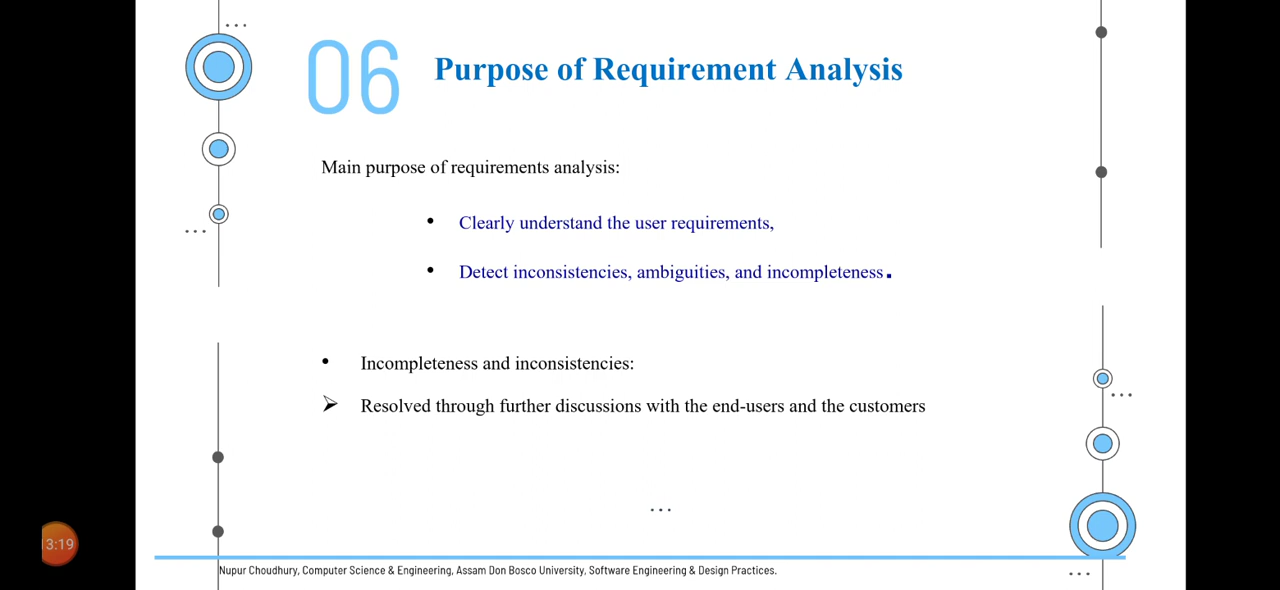 06 Purpose of Requirement Analysis
Main purpose of requirements analysis:
• Clearly understand the user requirements,
• Detect inconsistencies, ambiguities, and incompleteness.
• Incompleteness and inconsistencies:
➢ Resolved through further discussions with the end-users and the customers
3:19
Nupur Choudhury, Computer Science & Engineering, Assam Don Bosco University, Software Engineering & Design Practices.